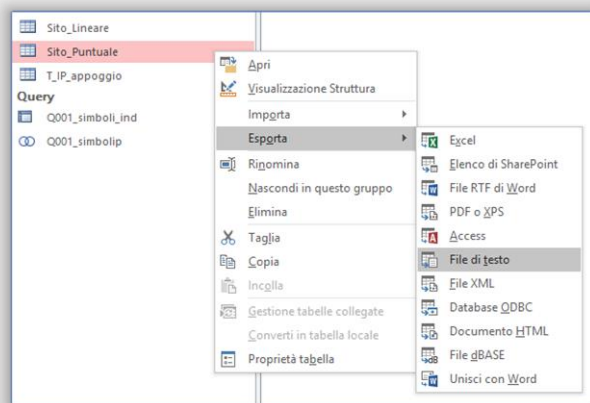 Sito_Lineare
Sito_Puntuale
T_IP_appoggio
Query
Q001_simboli_ind
Q001_simbolip
Apri
Visualizzazione Struttura
Importa
Esporta
Rinomina
Nascondi in questo gruppo
Elimina
Taglia
Copia
Incolla
Gestione tabelle collegate
Converti in tabella locale
Proprietà tabella
Excel
Elenco di SharePoint
File RTF di Word
PDF o XPS
Access
File di testo
File XML
Database ODBC
Documento HTML
File dBASE
Unisci con Word